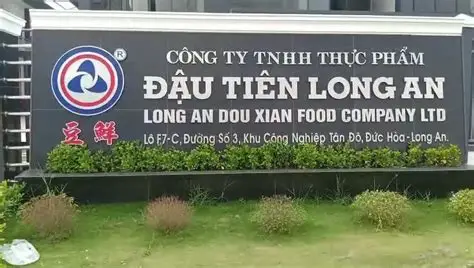 ®
CÔNG TY TNHH THỰC PHẨM
ĐẬU TIÊN LONG AN
LONG AN DOU XIAN FOOD COMPANY LTD
豆鮮
Lô F7-C, Đường Số 3, Khu Công Nghiệp Tân Đô, Đức Hòa - Long An.